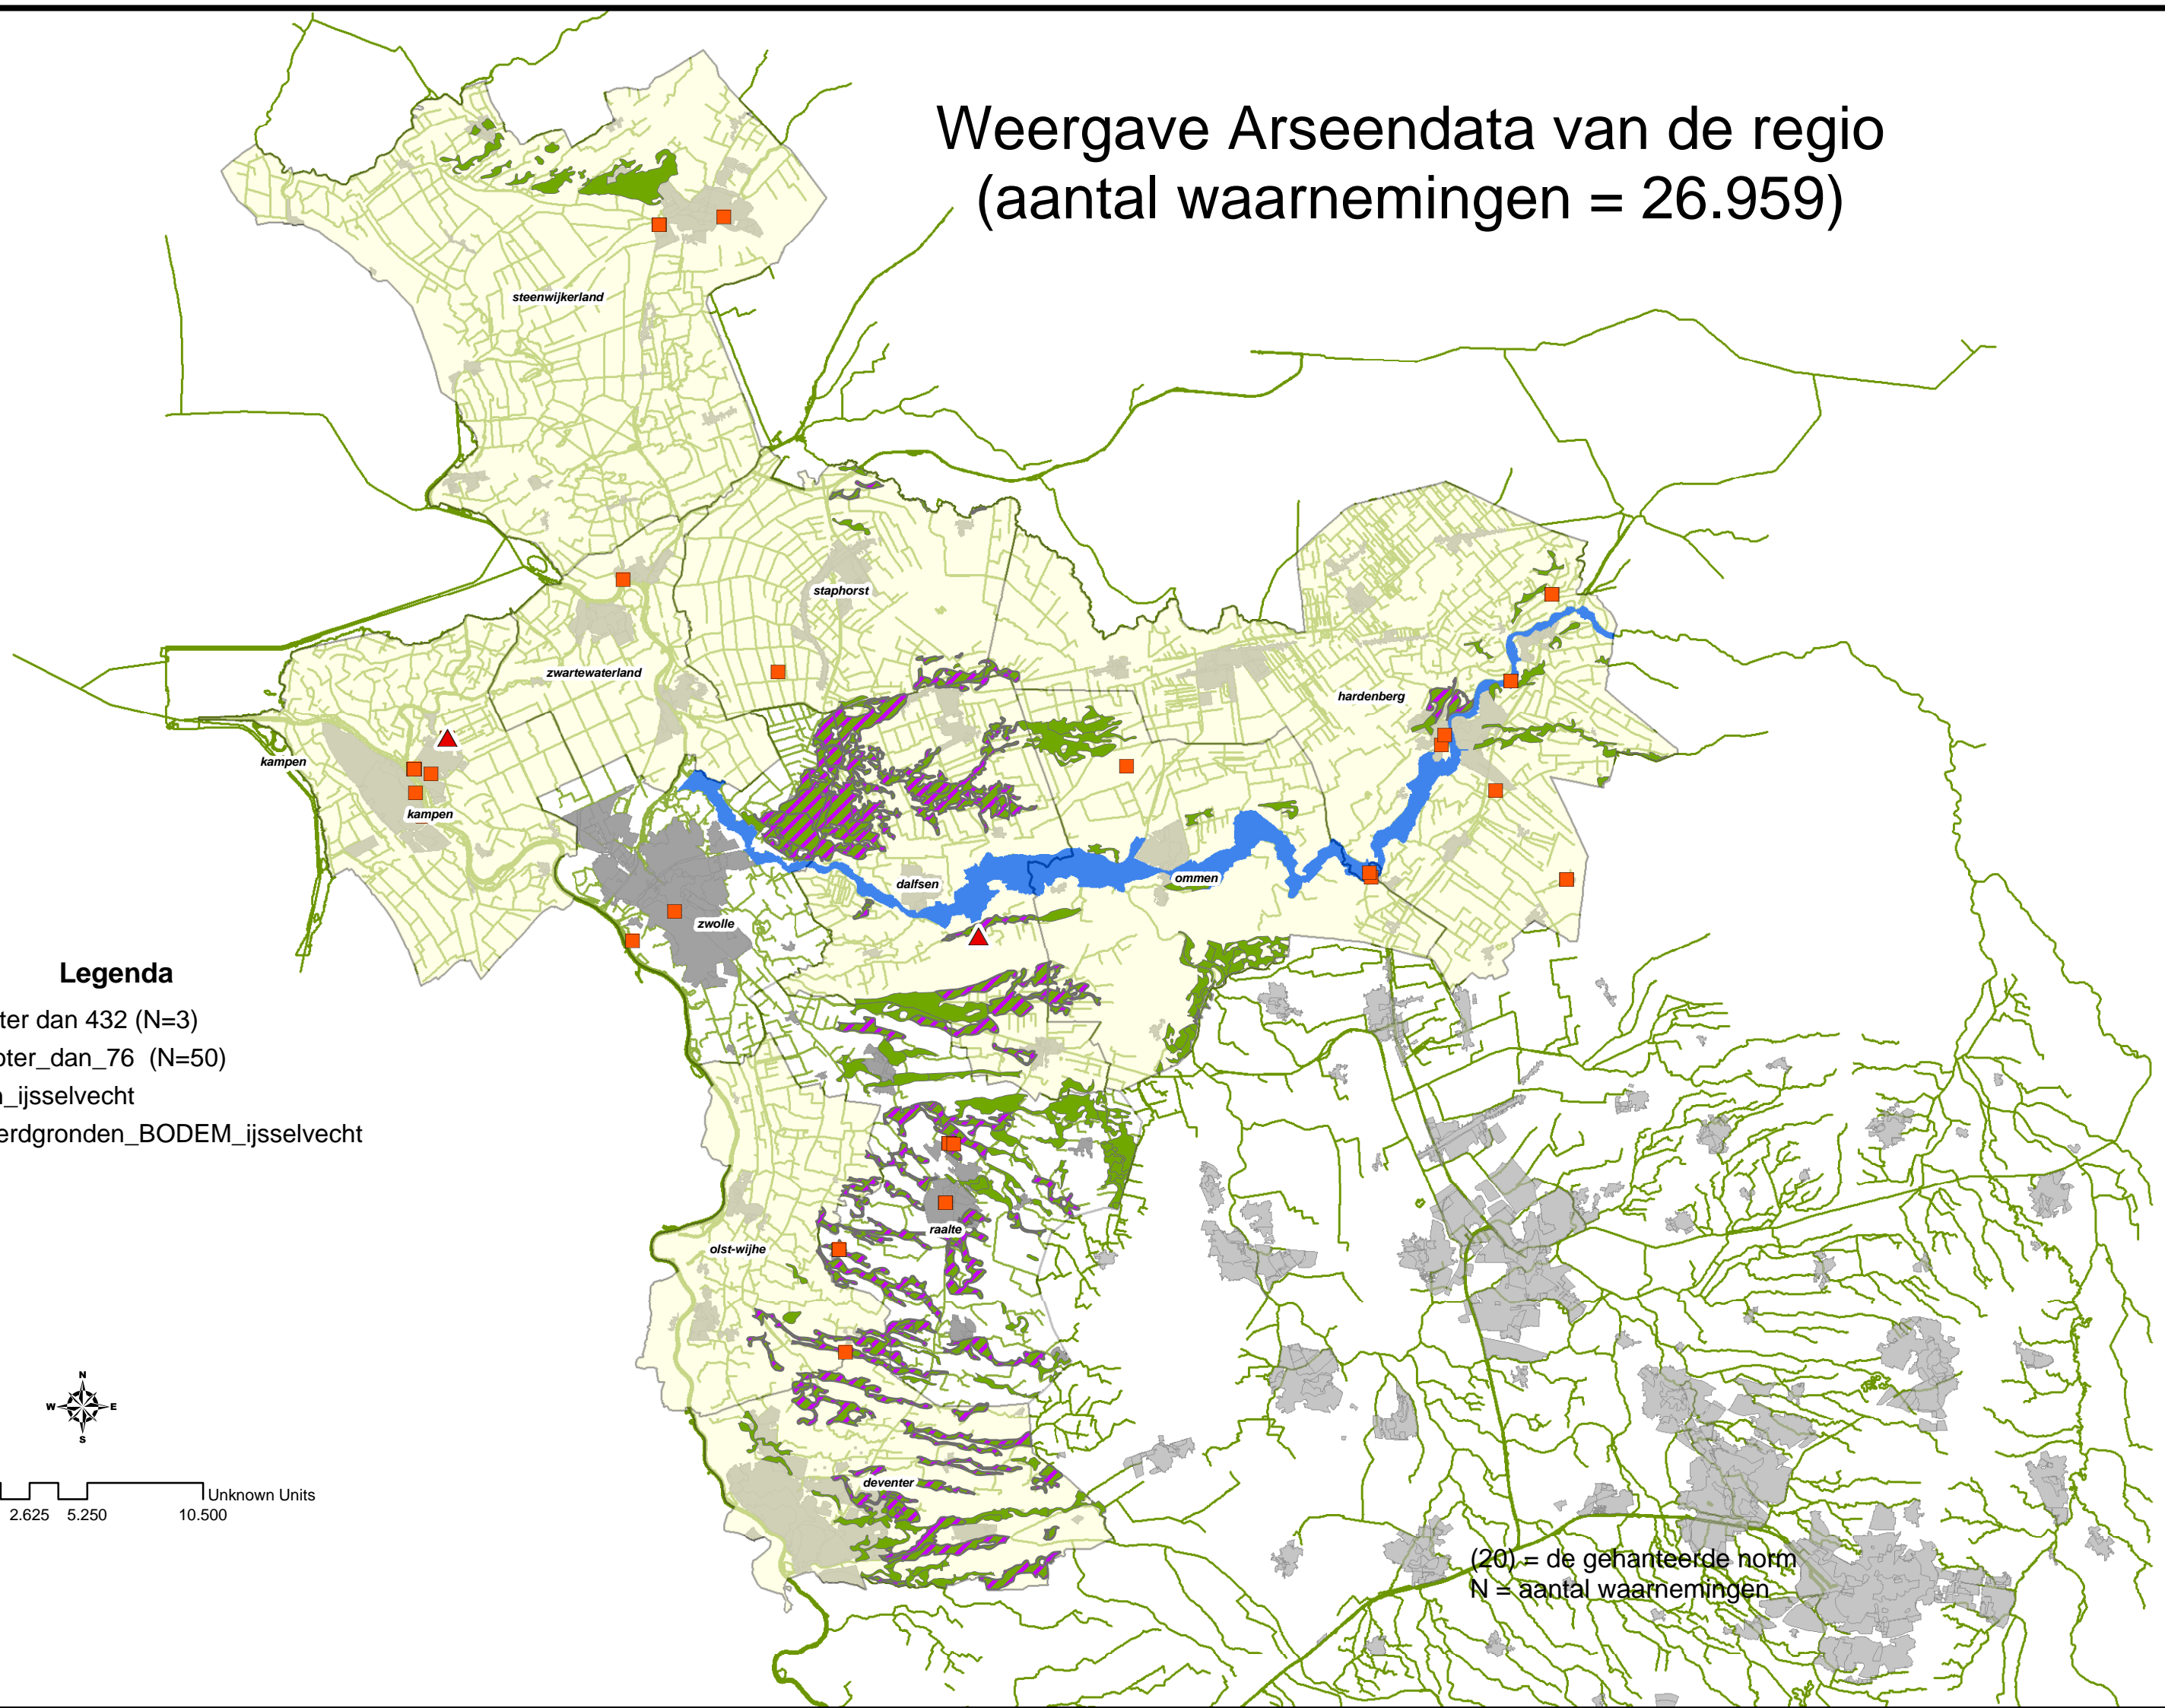 Weergave Arseendata van de regio
(aantal waarnemingen = 26.959)
steenwijkerland
staphorst
zwartewaterland
hardenberg
kampen
kampen
dalfsen
ommen
zwolle
Legenda
ter dan 432 (N=3)
oter_dan_76 (N=50)
_ijsselvecht
erdgronden_BODEM_ijsselvecht
raalte
olst-wijhe
N
W E
S
deventer
Unknown Units
2.625 5.250 10.500
(20) = de gehanteerde norm
N = aantal waarnemingen